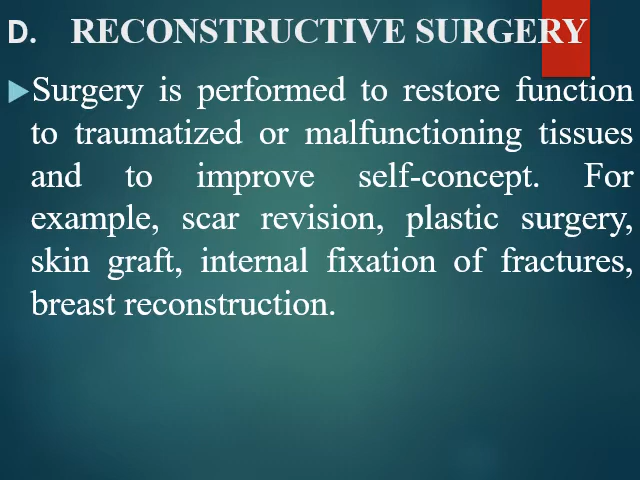 D. RECONSTRUCTIVE SURGERY
Surgery is performed to restore function
to traumatized or malfunctioning tissues
and to improve self-concept. For
example, scar revision, plastic surgery,
skin graft, internal fixation of fractures,
breast reconstruction.